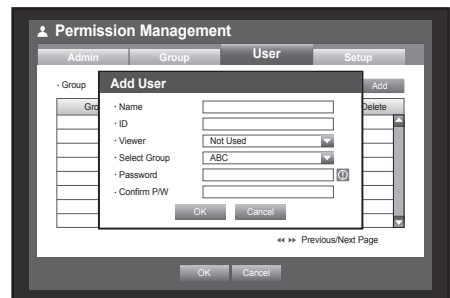 Permission Management
Admin Group User Setup
· Group Add
Add User
Gro Delete
· Name
· ID
· Viewer Not Used
· Select Group ABC
· Password
· Confirm P/W
OK Cancel
Previous/Next Page
OK Cancel